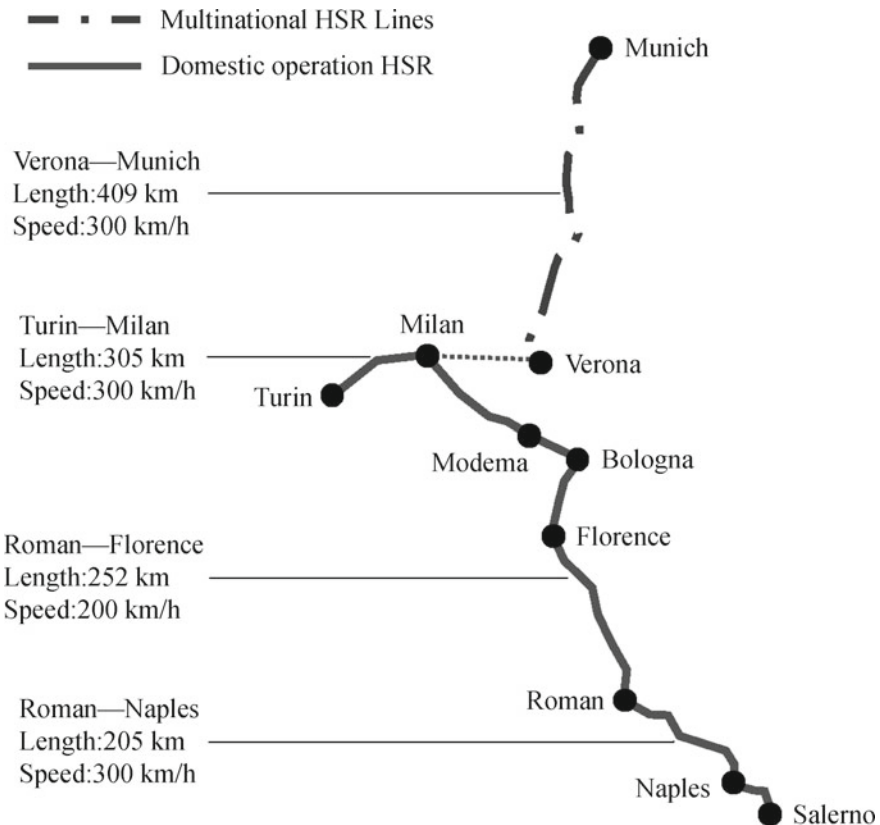 Multinational HSR Lines
Domestic operation HSR
Munich
Verona—Munich
Length:409 km
Speed:300 km/h
Turin—Milan
Length:305 km
Speed:300 km/h
Milan
Verona
Turin
Modema
Bologna
Florence
Roman—Florence
Length:252 km
Speed:200 km/h
Roman
Roman—Naples
Length:205 km
Speed:300 km/h
Naples
Salerno